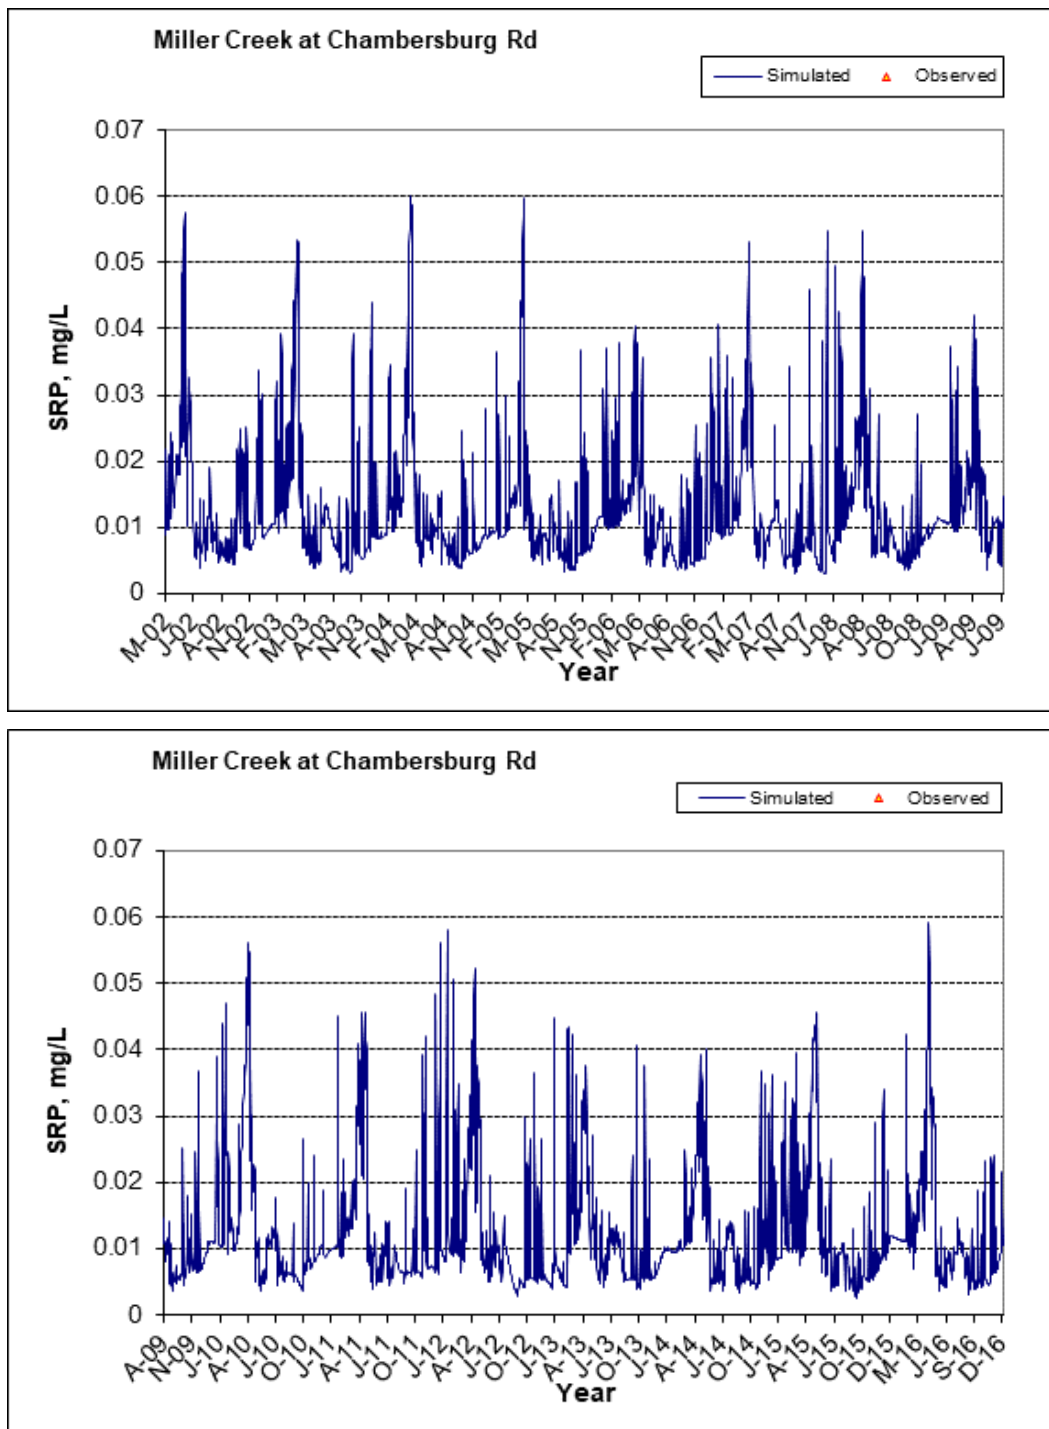 Miller Creek at Chambersburg Rd
Simulated Observed
0.07
0.06
0.05
0.04
0.03
0.02
0.01
0
SRP, mg/L
M-02 J-02 A-02 N-02 F-03 M-03 A-03 N-03 F-04 M-04 A-04 N-04 F-05 M-05 A-05 N-05 F-06 M-06 A-06 N-06 F-07 M-07 A-07 N-07 J-08 A-08 J-08 O-08 J-09 A-09 J-09
Year
Miller Creek at Chambersburg Rd
Simulated Observed
0.07
0.06
0.05
0.04
0.03
0.02
0.01
0
SRP, mg/L
A-09 N-09 J-10 A-10 J-10 O-10 J-11 A-11 J-11 O-11 J-12 A-12 J-12 O-12 J-13 A-13 J-13 O-13 J-14 A-14 J-14 O-14 J-15 A-15 J-15 O-15 D-15 M-16 J-16 S-16 D-16
Year